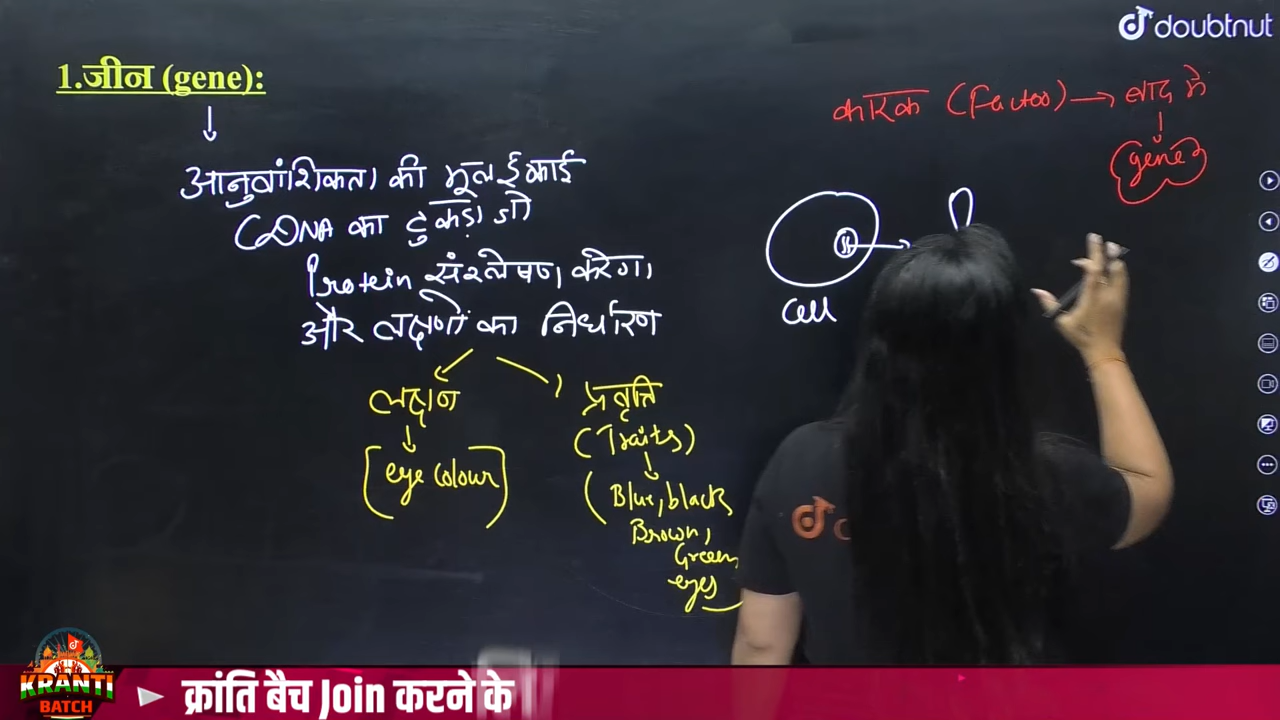 doubtnut
1.जीन (gene):
कारक (Factor) → बाद में
gene
आनुवांशिकता की मूल ईकाई
DNA का टुकड़ा जो
Protein संश्लेषण करेगा
और लक्षणों का निर्धारण
Cell
लक्षण
प्रवृत्ति
(Traits)
[eye colour]
(Blue, black
Brown,
Green,
eyes
KRANTI
BATCH
क्रांति बैच Join करने के